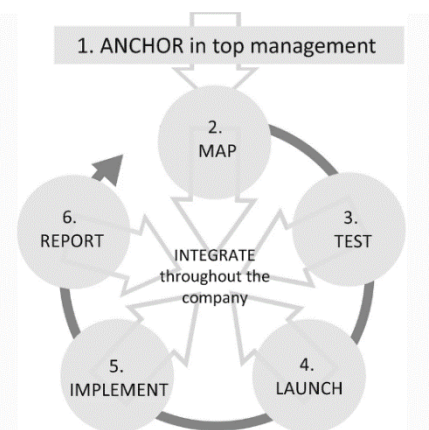 1. ANCHOR in top management
2.
MAP
3.
TEST
4.
LAUNCH
5.
IMPLEMENT
6.
REPORT
INTEGRATE
throughout the
company